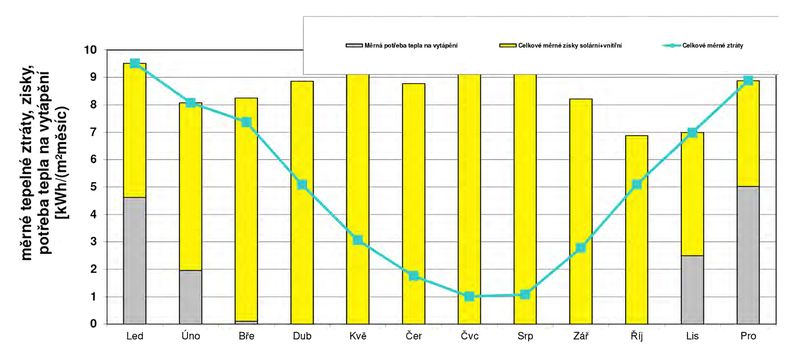 Měrná potřeba tepla na vytápění
Celkové měrné zisky solární+vnitřní
Celkové měrné ztráty
měrné tepelné ztráty, zisky,
potřeba tepla na vytápění
[kWh/(m²měsíc)
10
9
8
7
6
5
4
3
2
1
0
Led Úno Bře Dub Kvě Čer Čvc Srp Zář Říj Lis Pro